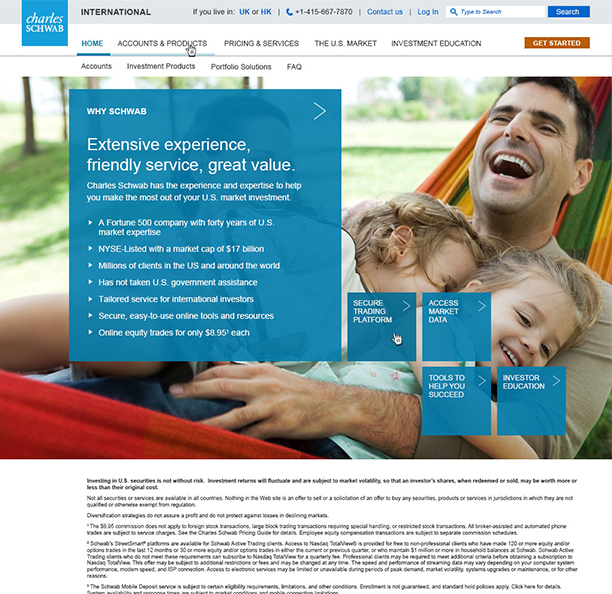 charles
SCHWAB
INTERNATIONAL
If you live in: UK or HK | +1-415-667-7870 | Contact us | Log In
Type to Search
Search
HOME ACCOUNTS & PRODUCTS PRICING & SERVICES THE U.S. MARKET INVESTMENT EDUCATION
GET STARTED
Accounts Investment Products Portfolio Solutions FAQ
WHY SCHWAB
Extensive experience,
friendly service, great value.
Charles Schwab has the experience and expertise to help
you make the most out of your U.S. market investment.
A Fortune 500 company with forty years of U.S.
market expertise
NYSE-Listed with a market cap of $17 billion
Millions of clients in the US and around the world
Has not taken U.S. government assistance
Tailored service for international investors
Secure, easy-to-use online tools and resources
Online equity trades for only $8.95¹ each
SECURE
TRADING
PLATFORM
ACCESS
MARKET
DATA
TOOLS TO
HELP YOU
SUCCEED
INVESTOR
EDUCATION
Investing in U.S. securities is not without risk. Investment returns will fluctuate and are subject to market volatility, so that an investor's shares, when redeemed or sold, may be worth more or
less than their original cost.
Not all securities or services are available in all countries. Nothing in the Web site is an offer to sell or a solicitation of an offer to buy any securities, products or services in jurisdictions in which they are not
qualified or otherwise exempt from regulation.
Diversification strategies do not assure a profit and do not protect against losses in declining markets.
¹ The $8.95 commission does not apply to foreign stock transactions, large block trading transactions requiring special handling, or restricted stock transactions. All broker-assisted and automated phone
trades are subject to service charges. See the Charles Schwab Pricing Guide for details. Employee equity compensation transactions are subject to separate commission schedules.
² Schwab's StreetSmart® platforms are available for Schwab Active Trading clients. Access to Nasdaq TotalView® is provided for free to non-professional clients who have made 120 or more equity and/or
options trades in the last 12 months or 30 or more equity and/or options trades in either the current or previous quarter, or who maintain $1 million or more in household balances at Schwab. Schwab Active
Trading clients who do not meet these requirements can subscribe to Nasdaq TotalView for a quarterly fee. Professional clients may be required to meet additional criteria before obtaining a subscription to
Nasdaq TotalView. This offer may be subject to additional restrictions or fees and may be changed at any time. The speed and performance of streaming data may vary depending on your computer system
performance, modem speed, and ISP connection. Access to electronic services may be limited or unavailable during periods of peak demand, market volatility, systems upgrades or maintenance, or for other
reasons.
³ The Schwab Mobile Deposit service is subject to certain eligibility requirements, limitations, and other conditions. Enrollment is not guaranteed, and standard hold policies apply. Click here for details.
System availability and response times are subject to market conditions and mobile connection limitations.